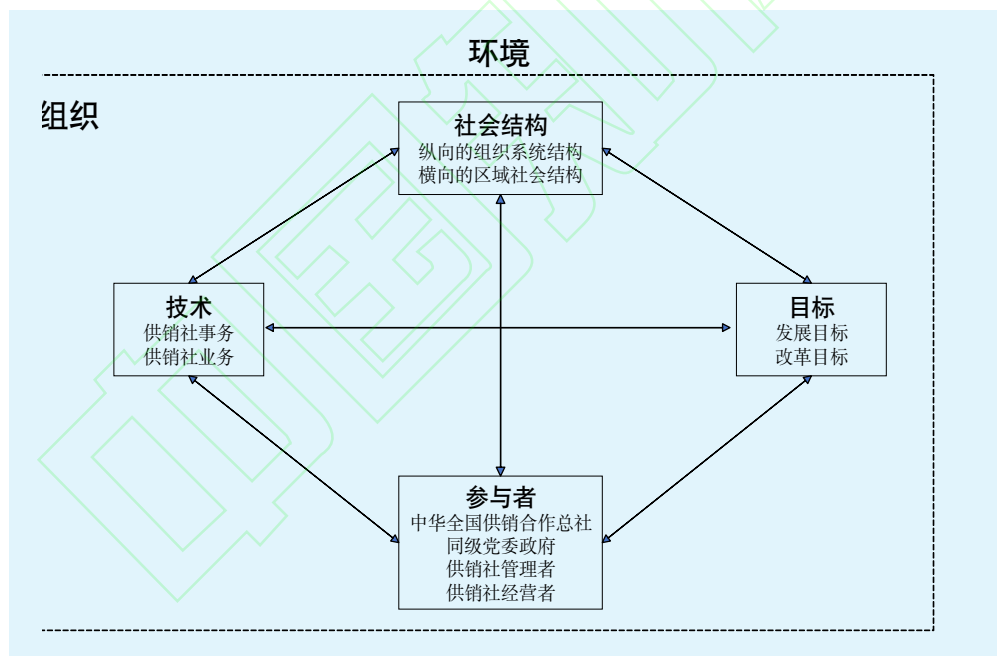 环境
组织
社会结构
纵向的组织系统结构
横向的区域社会结构
技术
供销社事务
供销社业务
目标
发展目标
改革目标
参与者
中华全国供销合作总社
同级党委政府
供销社管理者
供销社经营者